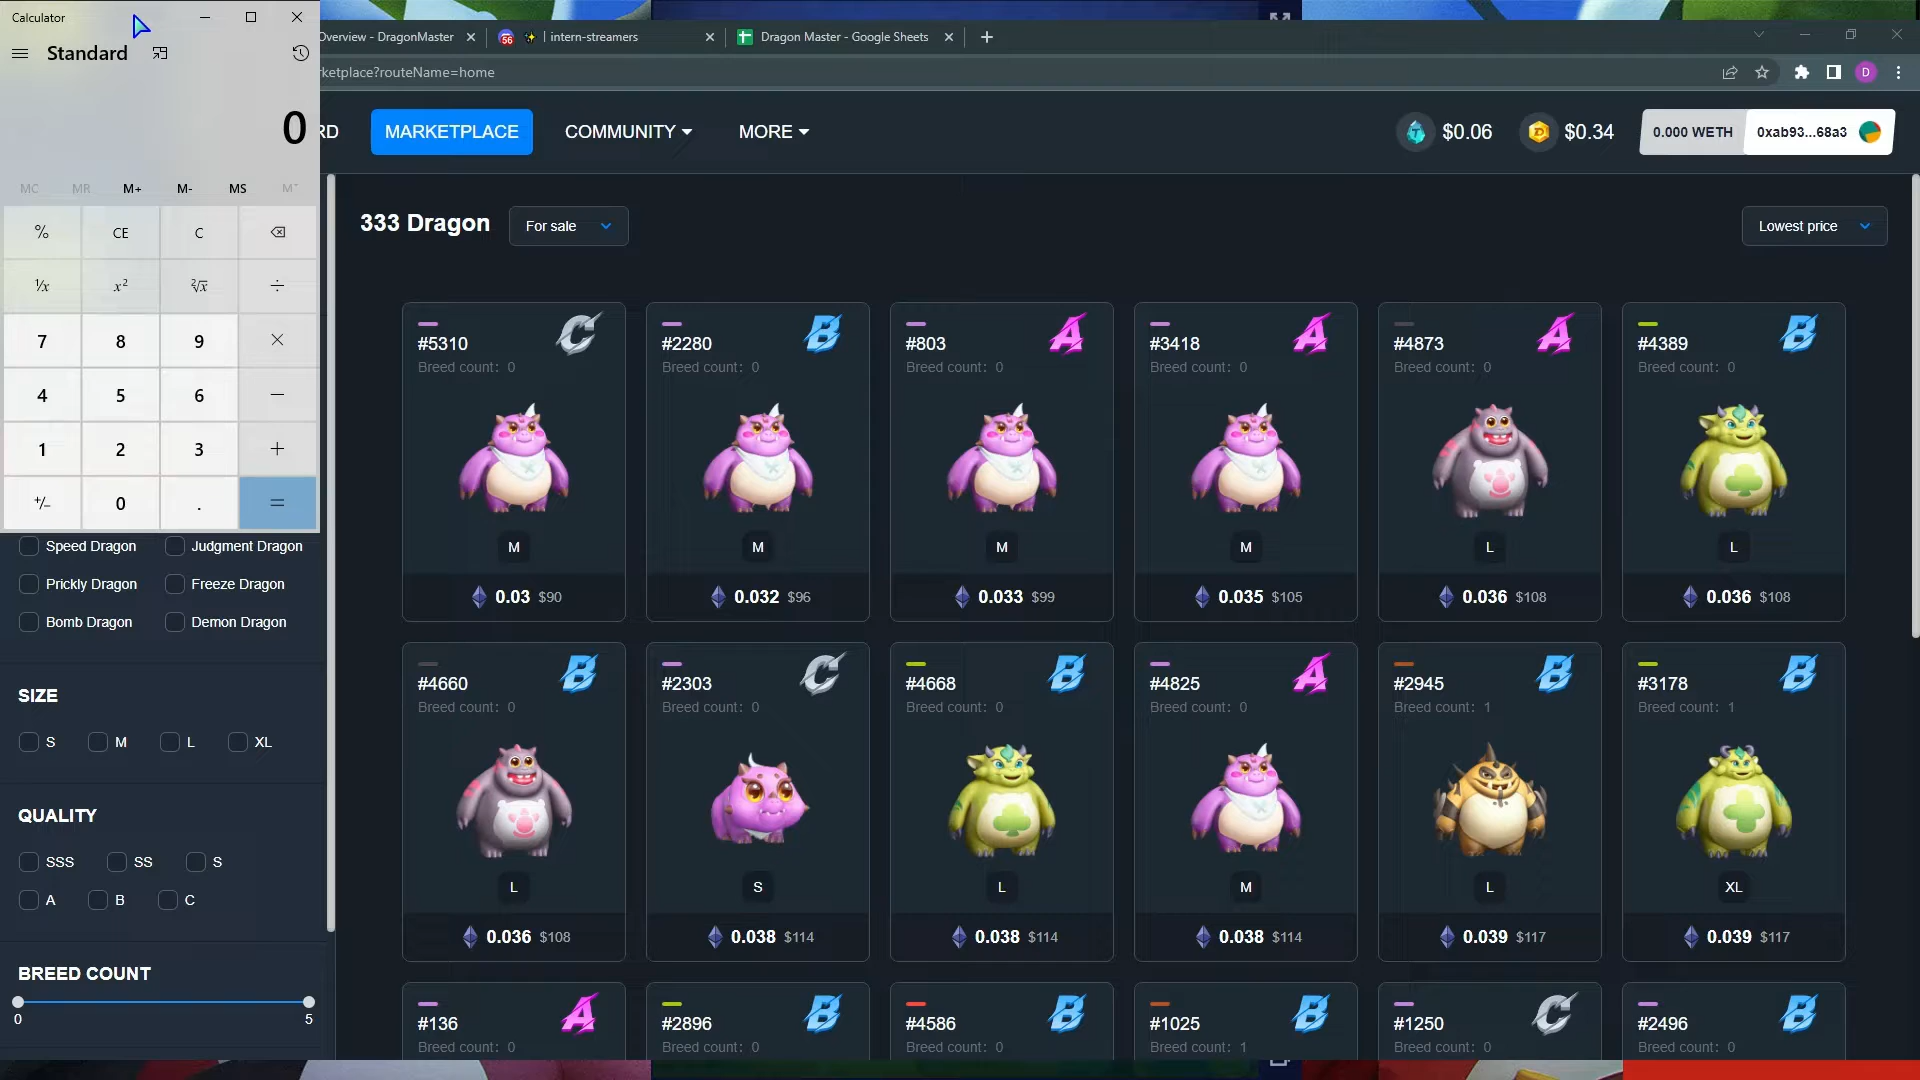 Calculator
Standard
0
MC MR M+ M- MS
% CE C
¹/x x² ²√x ÷
7 8 9 ×
4 5 6 −
1 2 3 +
+/− 0 . =
Overview - DragonMaster
56 intern-streamers
Dragon Master - Google Sheets
ketplace?routeName=home
D
RD
MARKETPLACE
COMMUNITY
MORE
$0.06
$0.34
0.000 WETH
0xab93...68a3
333 Dragon
For sale
Lowest price
Speed Dragon
Judgment Dragon
Prickly Dragon
Freeze Dragon
Bomb Dragon
Demon Dragon
SIZE
S M L XL
QUALITY
SSS SS S
A B C
BREED COUNT
0 5
#5310 C
Breed count: 0
M
0.03 $90
#2280 B
Breed count: 0
M
0.032 $96
#803 A
Breed count: 0
M
0.033 $99
#3418 A
Breed count: 0
M
0.035 $105
#4873 A
Breed count: 0
L
0.036 $108
#4389 B
Breed count: 0
L
0.036 $108
#4660 B
Breed count: 0
L
0.036 $108
#2303 C
Breed count: 0
S
0.038 $114
#4668 B
Breed count: 0
L
0.038 $114
#4825 A
Breed count: 0
M
0.038 $114
#2945 B
Breed count: 1
L
0.039 $117
#3178 B
Breed count: 1
XL
0.039 $117
#136 A
Breed count: 0
#2896 B
Breed count: 0
#4586 B
Breed count: 0
#1025 B
Breed count: 1
#1250 C
Breed count: 0
#2496 B
Breed count: 0